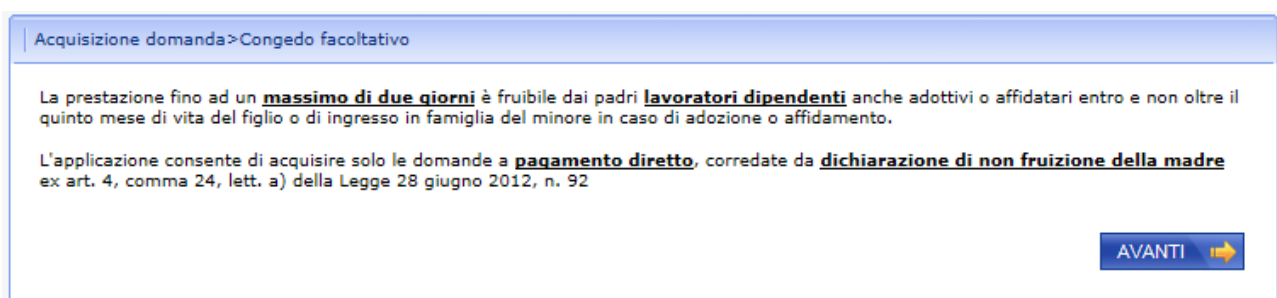 Acquisizione domanda>Congedo facoltativo
La prestazione fino ad un massimo di due giorni è fruibile dai padri lavoratori dipendenti anche adottivi o affidatari entro e non oltre il
quinto mese di vita del figlio o di ingresso in famiglia del minore in caso di adozione o affidamento.
L'applicazione consente di acquisire solo le domande a pagamento diretto, corredate da dichiarazione di non fruizione della madre
ex art. 4, comma 24, lett. a) della Legge 28 giugno 2012, n. 92
AVANTI